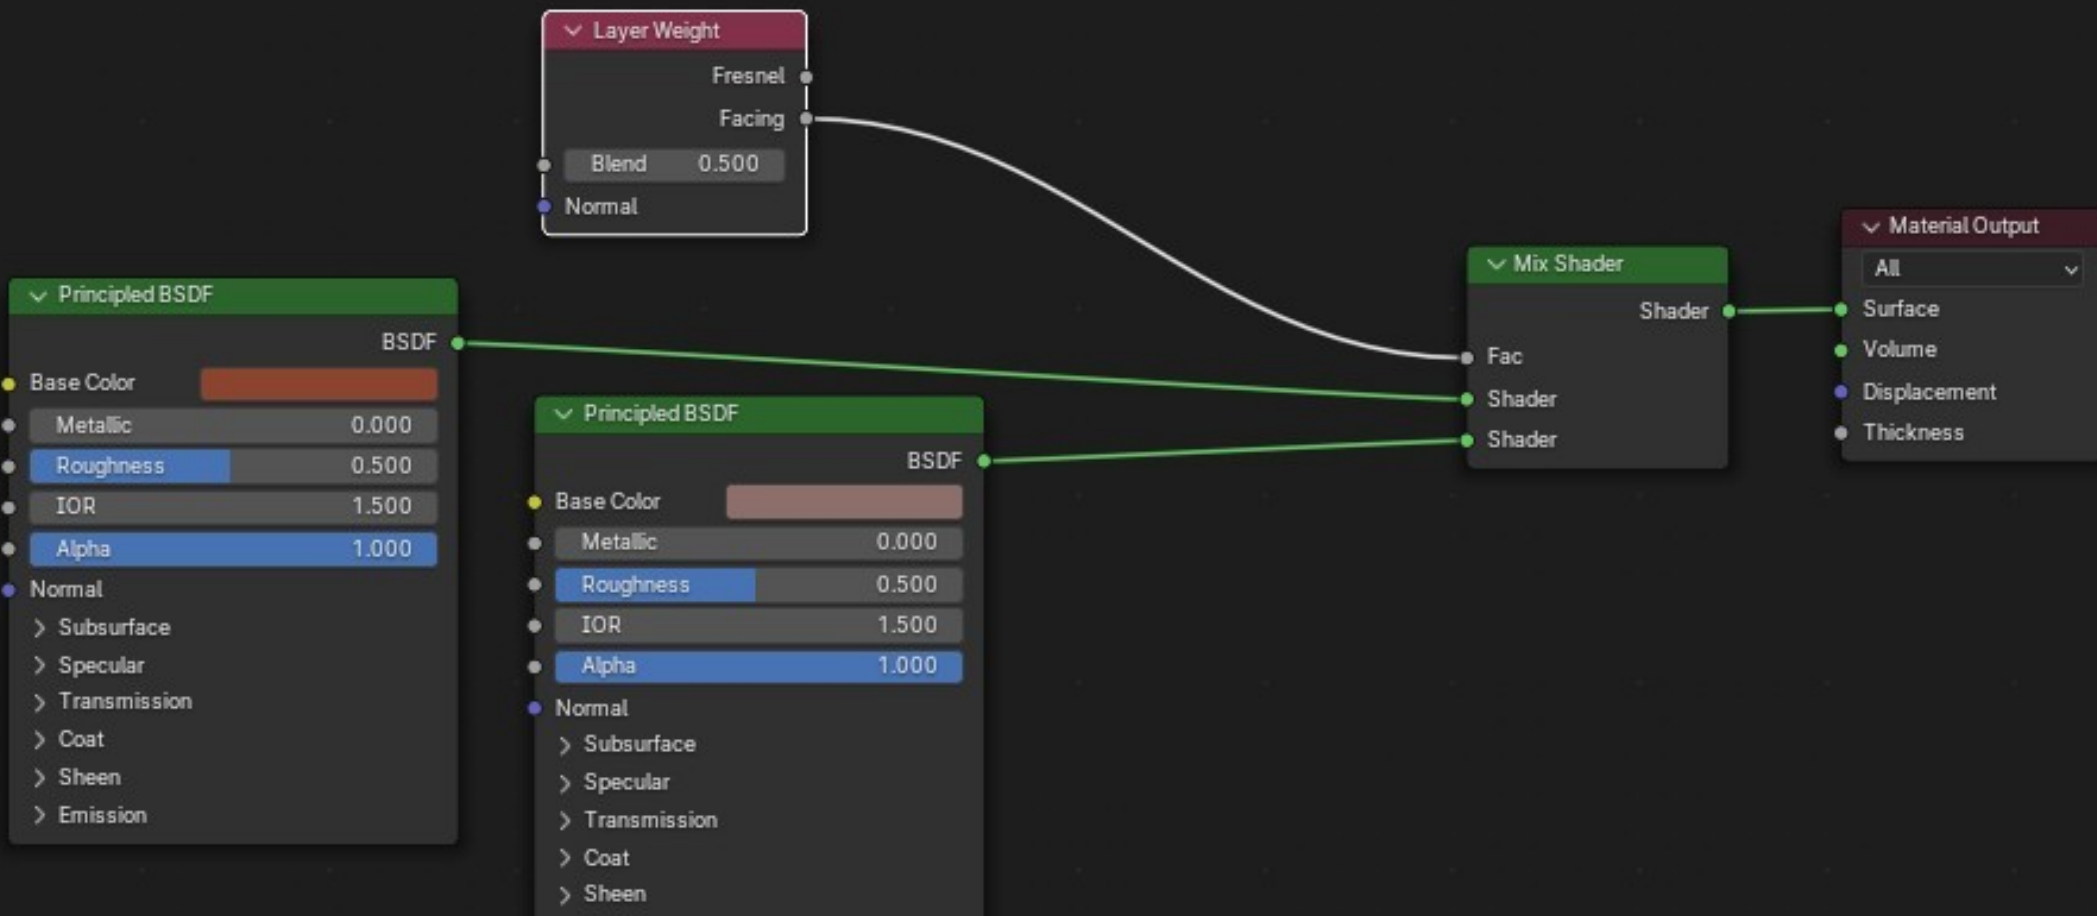 Layer Weight
Fresnel
Facing
Blend 0.500
Normal
Principled BSDF
BSDF
Base Color
Metallic 0.000
Roughness 0.500
IOR 1.500
Alpha 1.000
Normal
Subsurface
Specular
Transmission
Coat
Sheen
Emission
Principled BSDF
BSDF
Base Color
Metallic 0.000
Roughness 0.500
IOR 1.500
Alpha 1.000
Normal
Subsurface
Specular
Transmission
Coat
Sheen
Mix Shader
Shader
Fac
Shader
Shader
Material Output
All
Surface
Volume
Displacement
Thickness